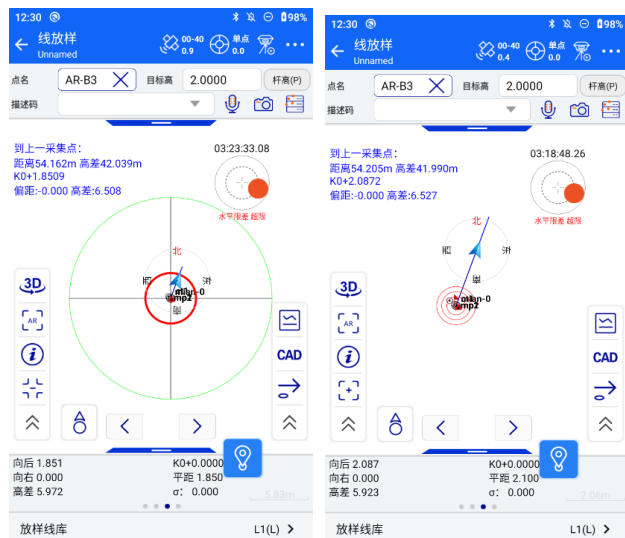 12:30
98%
线放样
Unnamed
00-40
0.9
单点
0.0
点名
AR-B3
目标高
2.0000
杆高(P)
描述码
到上一采集点：
距离54.162m 高差42.039m
K0+1.8509
偏距:-0.000 高差:6.508
03:23:33.08
水平限差 超限
北
西
东
南
3D
AR
CAD
向后 1.851
K0+0.0000
向右 0.000
平距 1.850
高差 5.972
σ： 0.000
5.83m
放样线库
L1(L)
12:30
98%
线放样
Unnamed
00-40
0.4
单点
0.0
点名
AR-B3
目标高
2.0000
杆高(P)
描述码
到上一采集点：
距离54.205m 高差41.990m
K0+2.0872
偏距:-0.000 高差:6.527
03:18:48.26
水平限差 超限
北
西
东
南
3D
AR
CAD
向后 2.087
K0+0.0000
向右 0.000
平距 2.100
高差 5.923
σ： 0.000
2.06m
放样线库
L1(L)